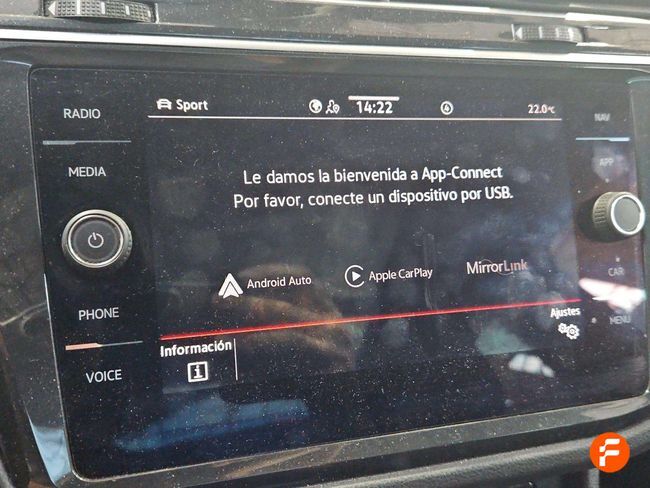 RADIO
MEDIA
PHONE
VOICE
Sport
14:22
4
22.0°C
Le damos la bienvenida a App-Connect
Por favor, conecte un dispositivo por USB.
Android Auto
Apple CarPlay
MirrorLink
Información
i
Ajustes
NAV
APP
CAR
MENU
F